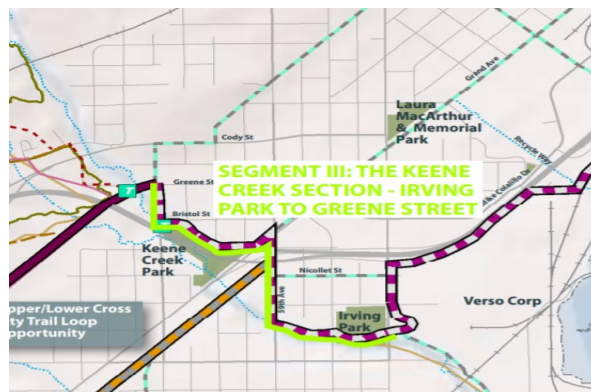 Grand Ave
Laura
MacArthur
& Memorial
Park
Cody St
Recycle Way
SEGMENT III: THE KEENE
CREEK SECTION - IRVING
PARK TO GREENE STREET
Greene St
T
Bristol St
Keene
Creek
Park
Nicollet St
Verso Corp
Irving
Park
pper/Lower Cross
ty Trail Loop
pportunity